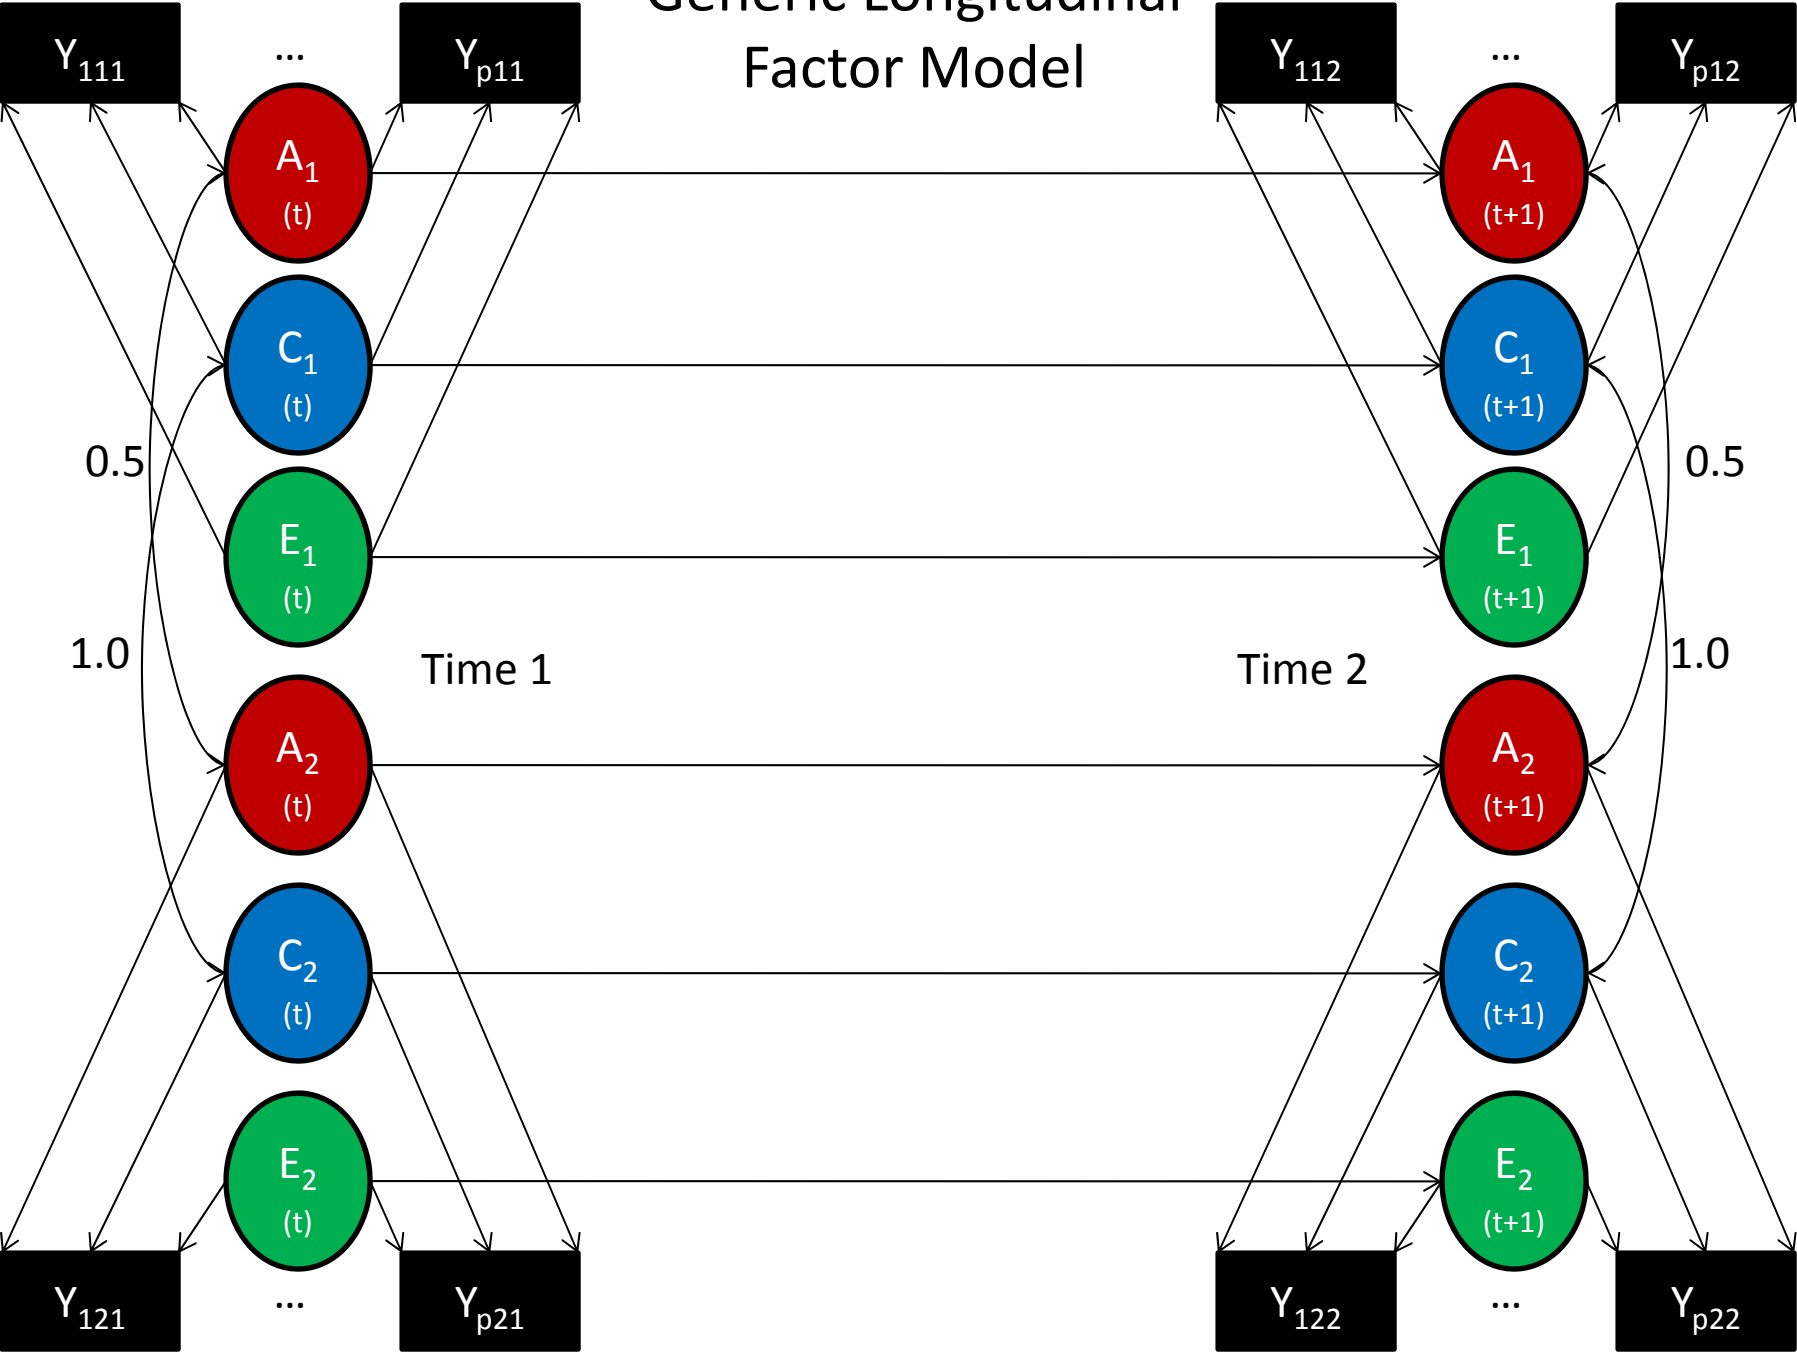 Generic Longitudinal
Factor Model
Y111 ... Yp11 Y112 ... Yp12
A1 A1
(t) (t+1)
C1 C1
(t) (t+1)
0.5 0.5
E1 E1
(t) (t+1)
1.0 Time 1 Time 2 1.0
A2 A2
(t) (t+1)
C2 C2
(t) (t+1)
E2 E2
(t) (t+1)
Y121 ... Yp21 Y122 ... Yp22